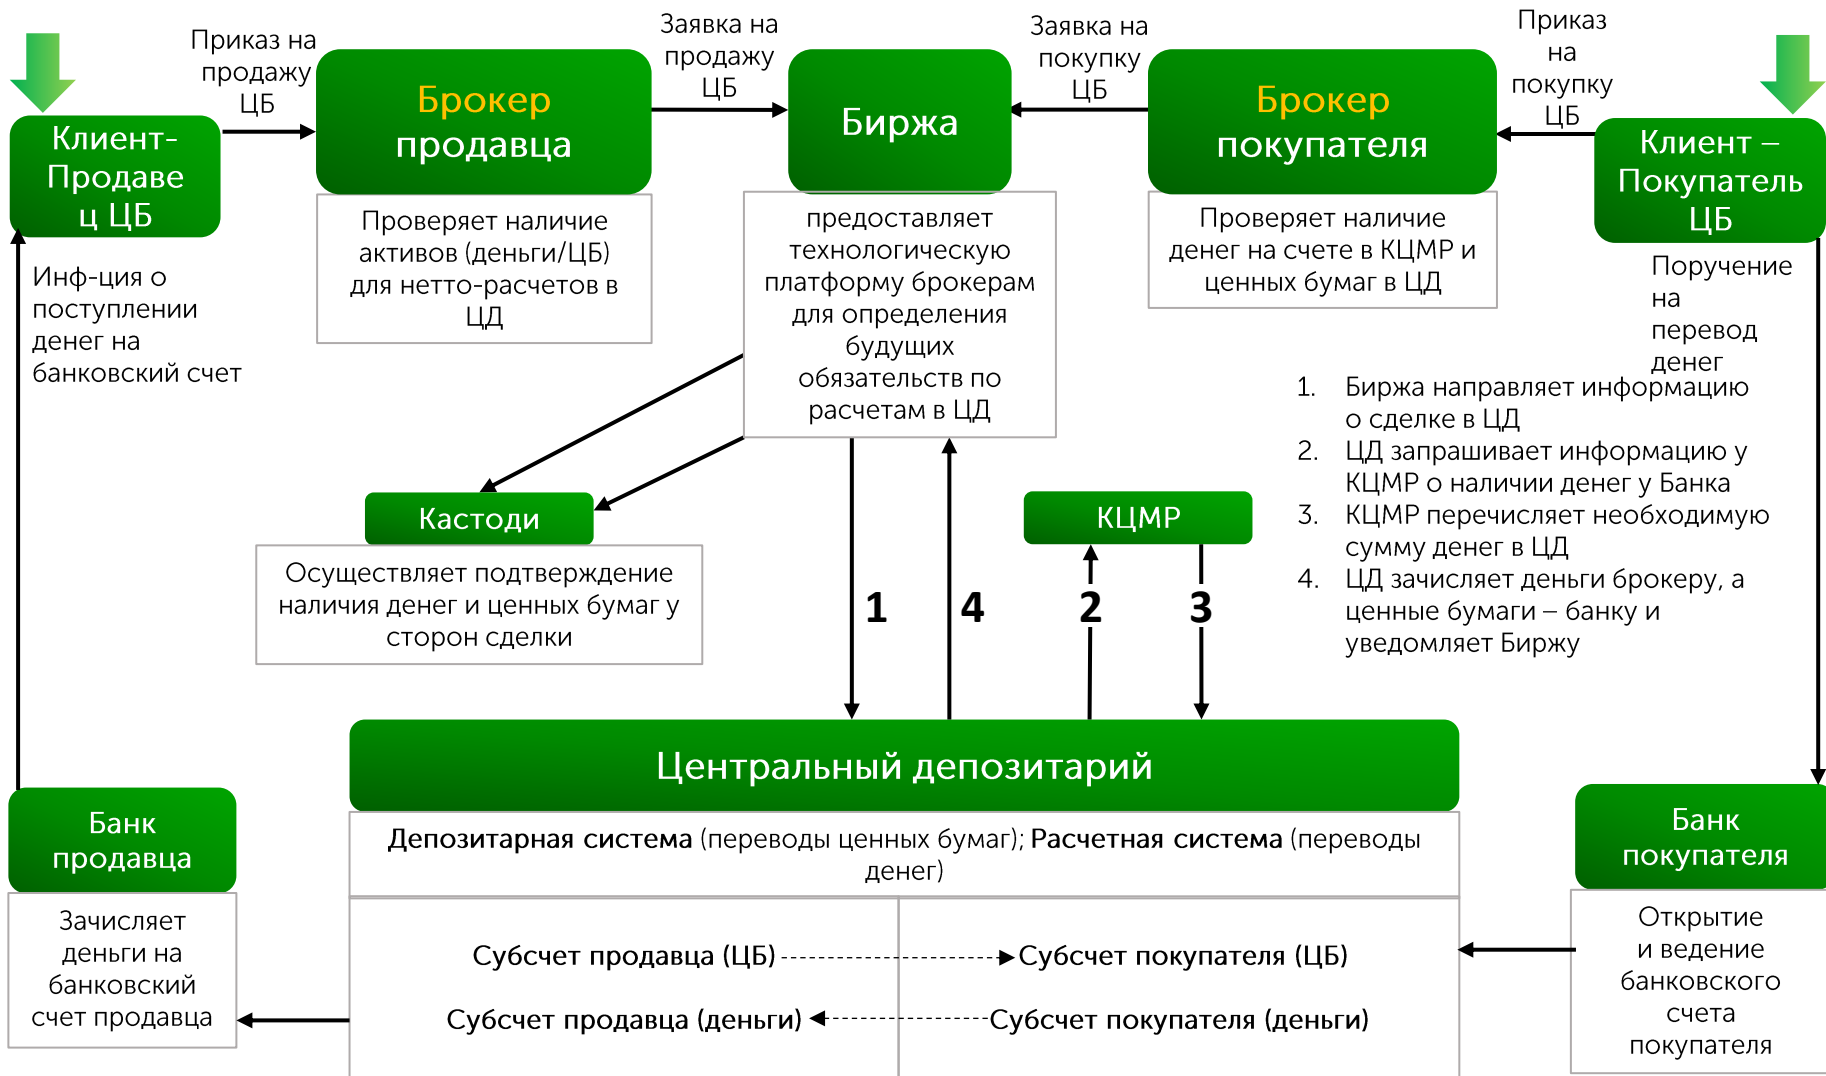 Приказ на
продажу
ЦБ
Заявка на
продажу
ЦБ
Заявка на
покупку
ЦБ
Приказ
на
покупку
ЦБ
Клиент-
Продаве
ц ЦБ
Брокер
продавца
Биржа
Брокер
покупателя
Клиент –
Покупатель
ЦБ
Проверяет наличие
активов (деньги/ЦБ)
для нетто-расчетов в
ЦД
предоставляет
технологическую
платформу брокерам
для определения
будущих
обязательств по
расчетам в ЦД
Проверяет наличие
денег на счете в КЦМР и
ценных бумаг в ЦД
Инф-ция о
поступлении
денег на
банковский счет
Поручение
на
перевод
денег
1. Биржа направляет информацию
о сделке в ЦД
2. ЦД запрашивает информацию у
КЦМР о наличии денег у Банка
3. КЦМР перечисляет необходимую
сумму денег в ЦД
4. ЦД зачисляет деньги брокеру, а
ценные бумаги – банку и
уведомляет Биржу
Кастоди
Осуществляет подтверждение
наличия денег и ценных бумаг у
сторон сделки
КЦМР
1
4
2
3
Центральный депозитарий
Депозитарная система (переводы ценных бумаг); Расчетная система (переводы
денег)
Субсчет продавца (ЦБ)
Субсчет покупателя (ЦБ)
Субсчет продавца (деньги)
Субсчет покупателя (деньги)
Банк
продавца
Зачисляет
деньги на
банковский
счет продавца
Банк
покупателя
Открытие
и ведение
банковского
счета
покупателя